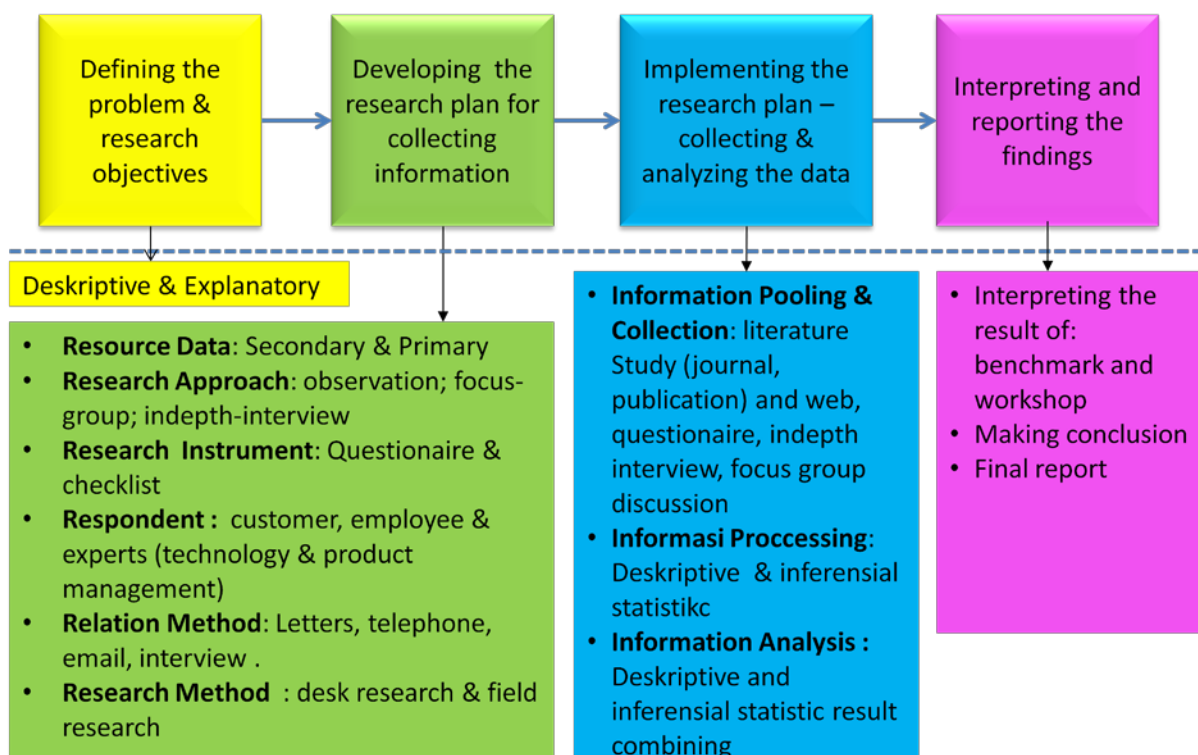 Defining the
problem &
research
objectives
Developing the
research plan for
collecting
information
Implementing the
research plan –
collecting &
analyzing the data
Interpreting and
reporting the
findings
Deskriptive & Explanatory
• Resource Data: Secondary & Primary
• Research Approach: observation; focus-
group; indepth-interview
• Research Instrument: Questionaire &
checklist
• Respondent : customer, employee &
experts (technology & product
management)
• Relation Method: Letters, telephone,
email, interview .
• Research Method : desk research & field
research
• Information Pooling &
Collection: literature
Study (journal,
publication) and web,
questionaire, indepth
interview, focus group
discussion
• Informasi Proccessing:
Deskriptive & inferensial
statistikc
• Information Analysis :
Deskriptive and
inferensial statistic result
combining
• Interpreting the
result of:
benchmark and
workshop
• Making conclusion
• Final report